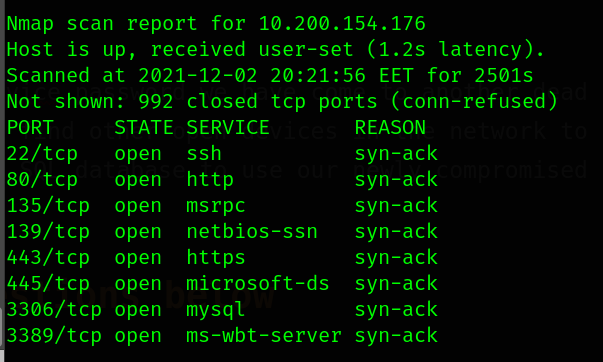 Nmap scan report for 10.200.154.176
Host is up, received user-set (1.2s latency).
Scanned at 2021-12-02 20:21:56 EET for 2501s
Not shown: 992 closed tcp ports (conn-refused)
PORT STATE SERVICE REASON
22/tcp open ssh syn-ack
80/tcp open http syn-ack
135/tcp open msrpc syn-ack
139/tcp open netbios-ssn syn-ack
443/tcp open https syn-ack
445/tcp open microsoft-ds syn-ack
3306/tcp open mysql syn-ack
3389/tcp open ms-wbt-server syn-ack